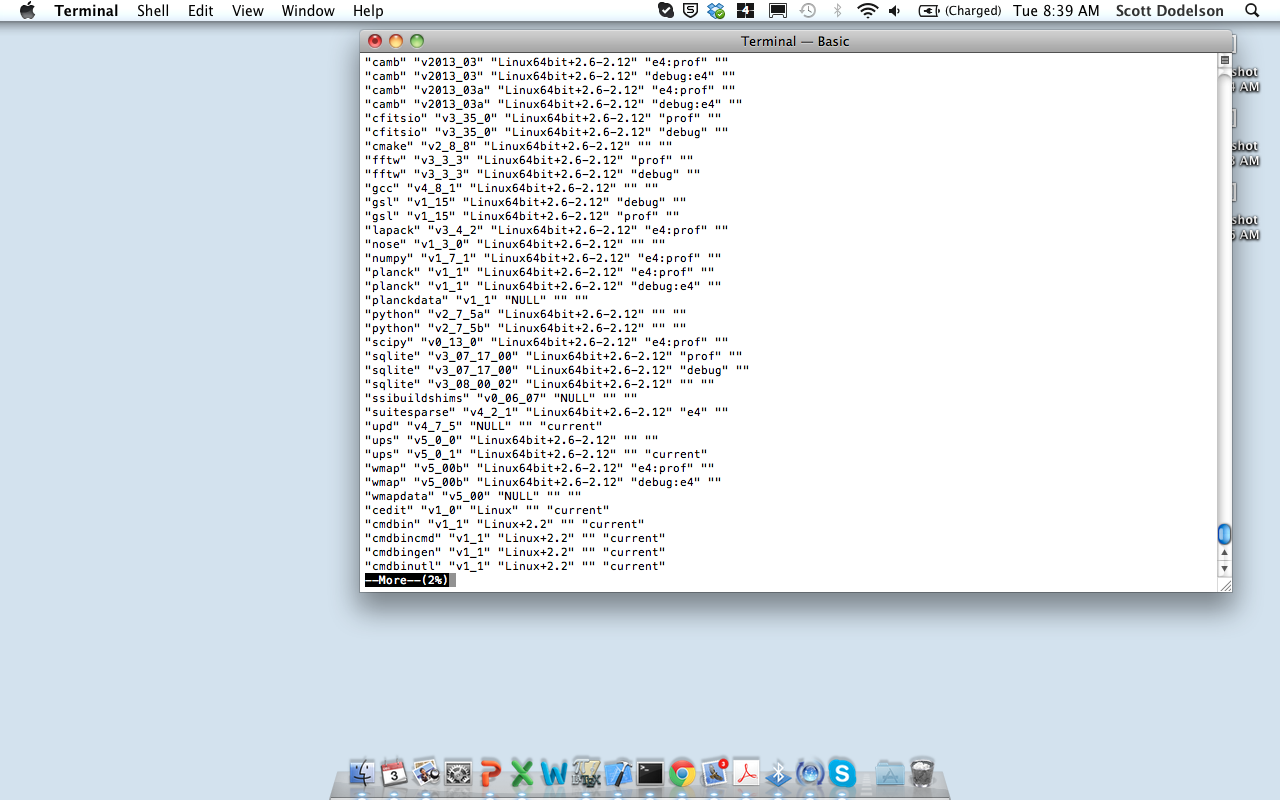 Terminal Shell Edit View Window Help 4 (Charged) Tue 8:39 AM Scott Dodelson
Terminal — Basic
"camb" "v2013_03" "Linux64bit+2.6-2.12" "e4:prof" ""
"camb" "v2013_03" "Linux64bit+2.6-2.12" "debug:e4" ""
"camb" "v2013_03a" "Linux64bit+2.6-2.12" "e4:prof" ""
"camb" "v2013_03a" "Linux64bit+2.6-2.12" "debug:e4" ""
"cfitsio" "v3_35_0" "Linux64bit+2.6-2.12" "prof" ""
"cfitsio" "v3_35_0" "Linux64bit+2.6-2.12" "debug" ""
"cmake" "v2_8_8" "Linux64bit+2.6-2.12" "" ""
"fftw" "v3_3_3" "Linux64bit+2.6-2.12" "prof" ""
"fftw" "v3_3_3" "Linux64bit+2.6-2.12" "debug" ""
"gcc" "v4_8_1" "Linux64bit+2.6-2.12" "" ""
"gsl" "v1_15" "Linux64bit+2.6-2.12" "debug" ""
"gsl" "v1_15" "Linux64bit+2.6-2.12" "prof" ""
"lapack" "v3_4_2" "Linux64bit+2.6-2.12" "e4:prof" ""
"nose" "v1_3_0" "Linux64bit+2.6-2.12" "" ""
"numpy" "v1_7_1" "Linux64bit+2.6-2.12" "e4:prof" ""
"planck" "v1_1" "Linux64bit+2.6-2.12" "e4:prof" ""
"planck" "v1_1" "Linux64bit+2.6-2.12" "debug:e4" ""
"planckdata" "v1_1" "NULL" "" ""
"python" "v2_7_5a" "Linux64bit+2.6-2.12" "" ""
"python" "v2_7_5b" "Linux64bit+2.6-2.12" "" ""
"scipy" "v0_13_0" "Linux64bit+2.6-2.12" "e4:prof" ""
"sqlite" "v3_07_17_00" "Linux64bit+2.6-2.12" "prof" ""
"sqlite" "v3_07_17_00" "Linux64bit+2.6-2.12" "debug" ""
"sqlite" "v3_08_00_02" "Linux64bit+2.6-2.12" "" ""
"ssibuildshims" "v0_06_07" "NULL" "" ""
"suitesparse" "v4_2_1" "Linux64bit+2.6-2.12" "e4" ""
"upd" "v4_7_5" "NULL" "" "current"
"ups" "v5_0_0" "Linux64bit+2.6-2.12" "" ""
"ups" "v5_0_1" "Linux64bit+2.6-2.12" "" "current"
"wmap" "v5_00b" "Linux64bit+2.6-2.12" "e4:prof" ""
"wmap" "v5_00b" "Linux64bit+2.6-2.12" "debug:e4" ""
"wmapdata" "v5_00" "NULL" "" ""
"cedit" "v1_0" "Linux" "" "current"
"cmdbin" "v1_1" "Linux+2.2" "" "current"
"cmdbincmd" "v1_1" "Linux+2.2" "" "current"
"cmdbingen" "v1_1" "Linux+2.2" "" "current"
"cmdbinutl" "v1_1" "Linux+2.2" "" "current"
--More--(2%)
shot
AM
shot
AM
shot
AM
3
3